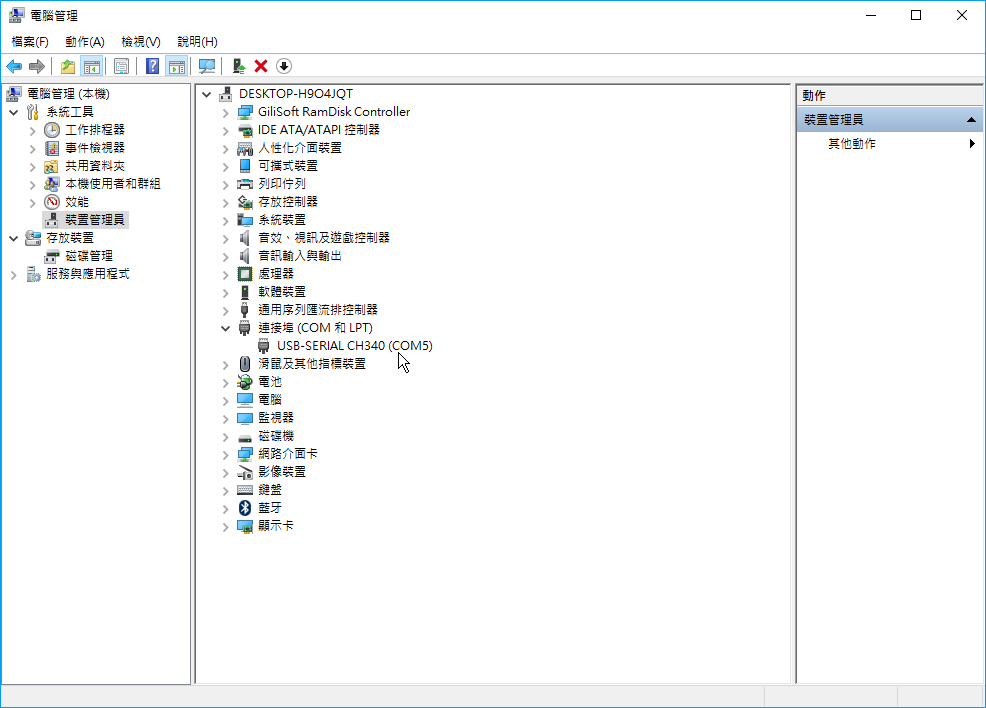 電腦管理
檔案(F) 動作(A) 檢視(V) 說明(H)
電腦管理 (本機)
系統工具
工作排程器
事件檢視器
共用資料夾
本機使用者和群組
效能
裝置管理員
存放裝置
磁碟管理
服務與應用程式
DESKTOP-H9O4JQT
GiliSoft RamDisk Controller
IDE ATA/ATAPI 控制器
人性化介面裝置
可攜式裝置
列印佇列
存放控制器
系統裝置
音效、視訊及遊戲控制器
音訊輸入與輸出
處理器
軟體裝置
通用序列匯流排控制器
連接埠 (COM 和 LPT)
USB-SERIAL CH340 (COM5)
滑鼠及其他指標裝置
電池
電腦
監視器
磁碟機
網路介面卡
影像裝置
鍵盤
藍牙
顯示卡
動作
裝置管理員
其他動作